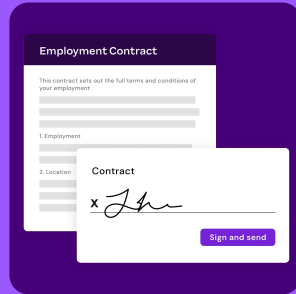 Employment Contract
This contract sets out the full terms and conditions of
your employment
1. Employment
2. Location
Contract
x
Sign and send